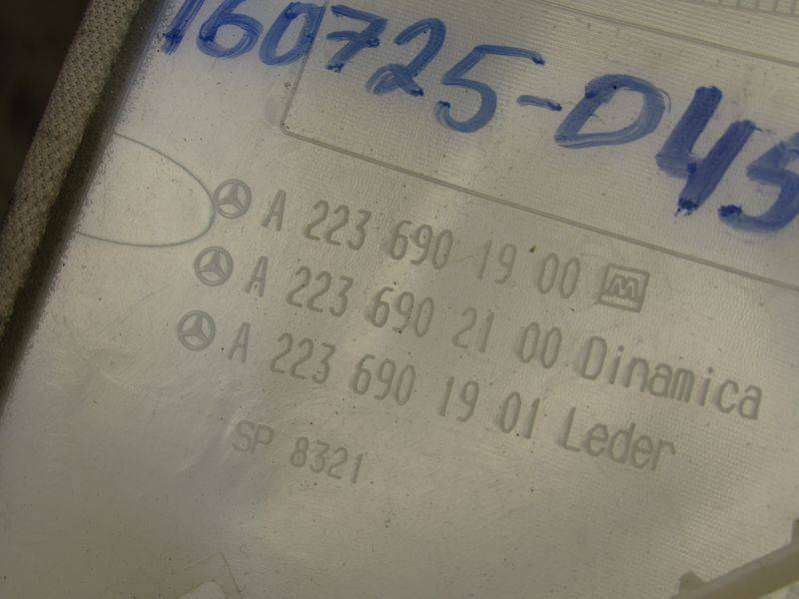 160725-D45
A 223 690 19 00 M
A 223 690 21 00 Dinamica
A 223 690 19 01 Leder
SP 8321